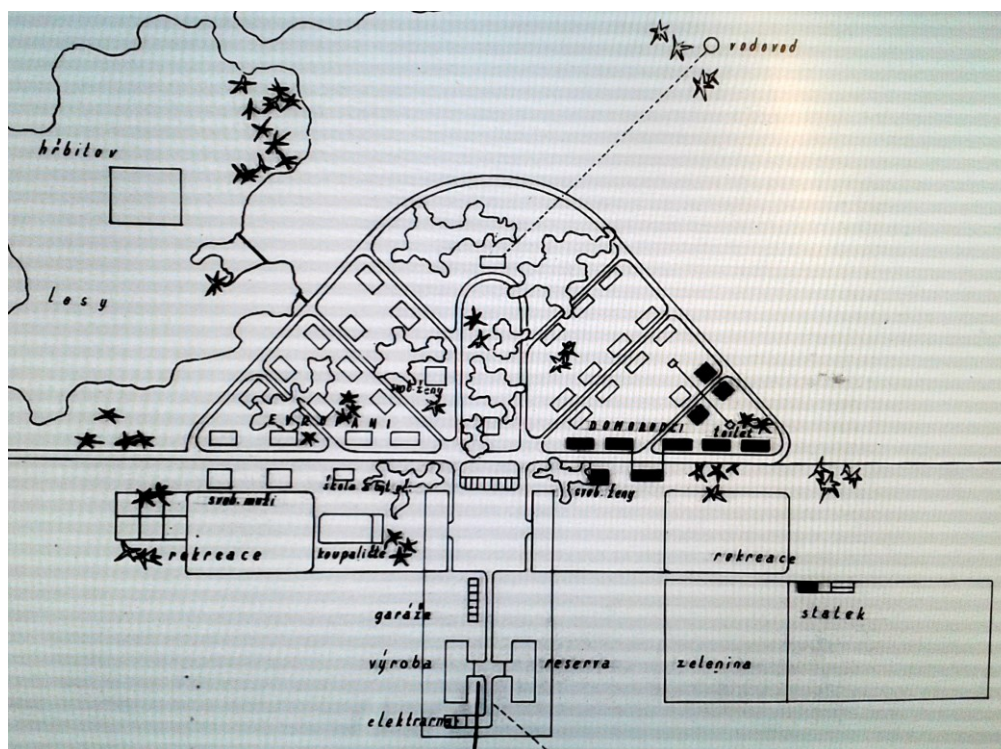 vodovod
hřbitov
lesy
svob. ženy
EVROPANI
DOMORODCI
toilet
svob. muži
škola
svob. ženy
rekreace
koupaliště
rekreace
garáže
statek
výroba
reserva
zelenina
elektrárna